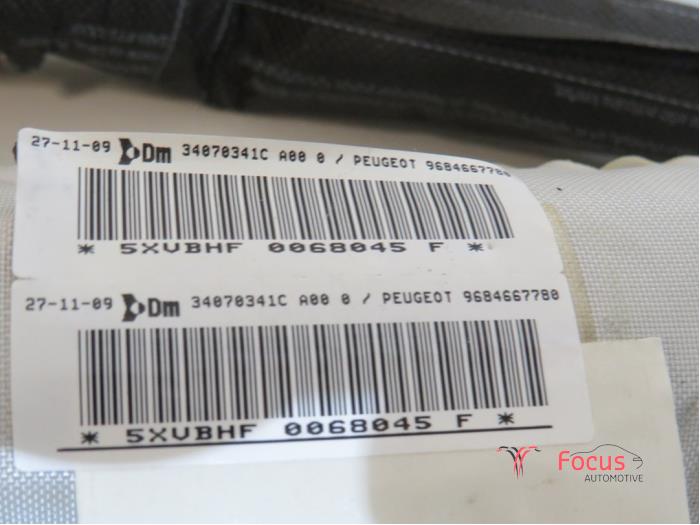 27-11-09 Dm 34070341C A00 0 / PEUGEOT 9684667780
* 5XVBHF 0068045 F *
27-11-09 Dm 34070341C A00 0 / PEUGEOT 9684667780
* 5XVBHF 0068045 F *
Focus
AUTOMOTIVE